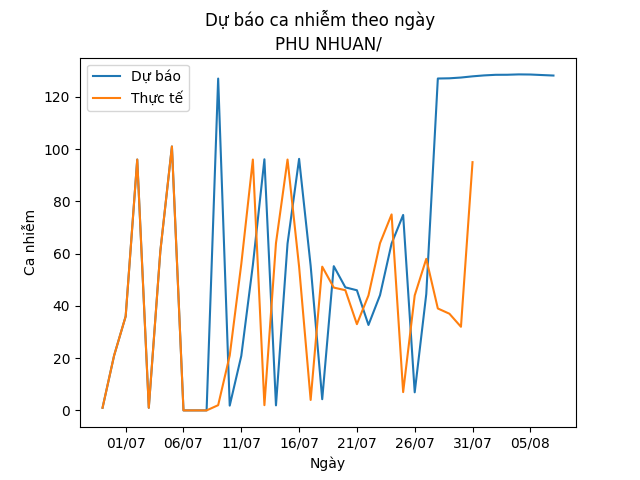 Dự báo ca nhiễm theo ngày
PHU NHUAN/
Dự báo
Thực tế
120
100
80
60
40
20
0
Ca nhiễm
01/07 06/07 11/07 16/07 21/07 26/07 31/07 05/08
Ngày